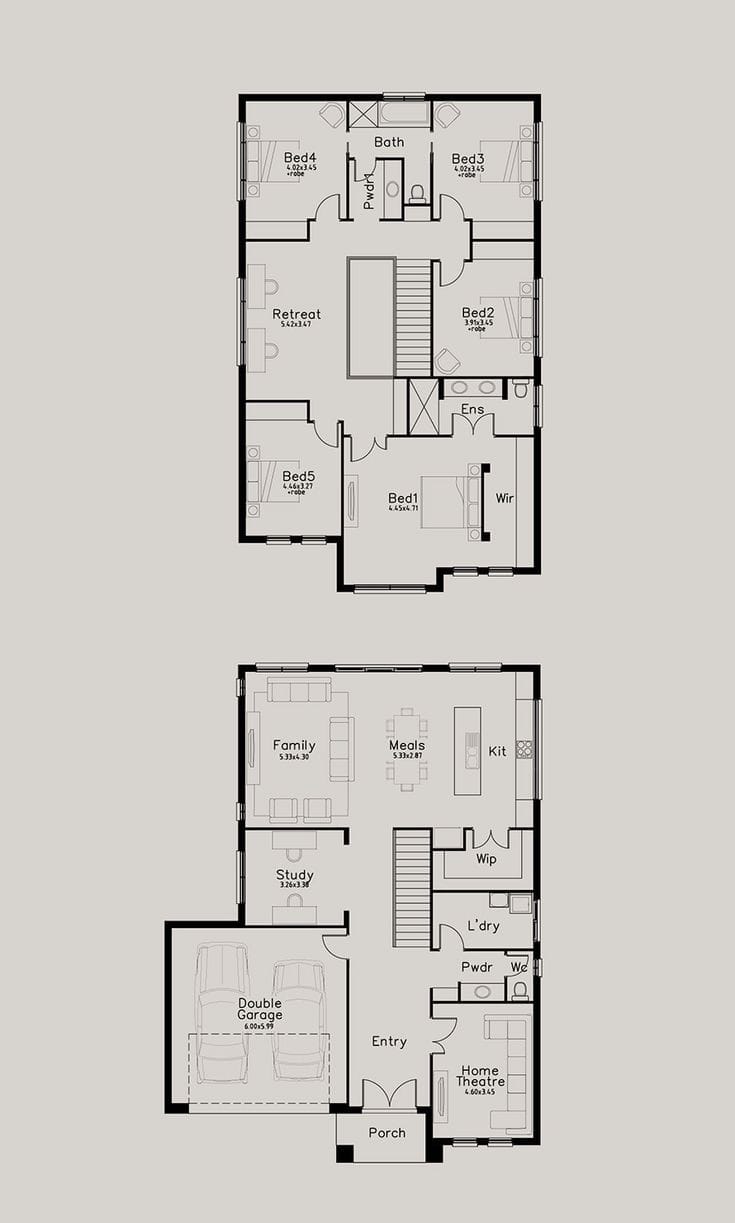 Bed4
4.02x3.45
+robe
Bath
Pwdr1
Bed3
4.02x3.45
+robe
Retreat
5.42x3.47
Bed2
3.91x3.45
+robe
Ens
Bed5
4.46x3.27
+robe
Bed1
4.45x4.71
Wir
Family
5.33x4.30
Meals
5.33x2.87
Kit
Wip
Study
3.26x3.38
L'dry
Pwdr
Wc
Double
Garage
6.00x5.99
Entry
Home
Theatre
4.60x3.45
Porch